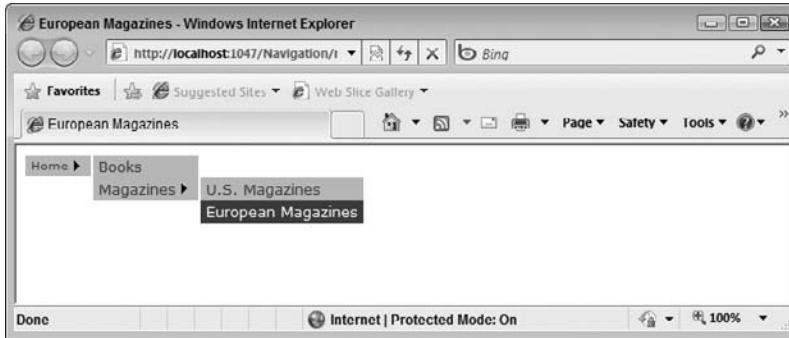 European Magazines - Windows Internet Explorer
http://localhost:1047/Navigation/
Bing
Favorites
Suggested Sites
Web Slice Gallery
European Magazines
Page
Safety
Tools
Home
Books
Magazines
U.S. Magazines
European Magazines
Done
Internet | Protected Mode: On
100%